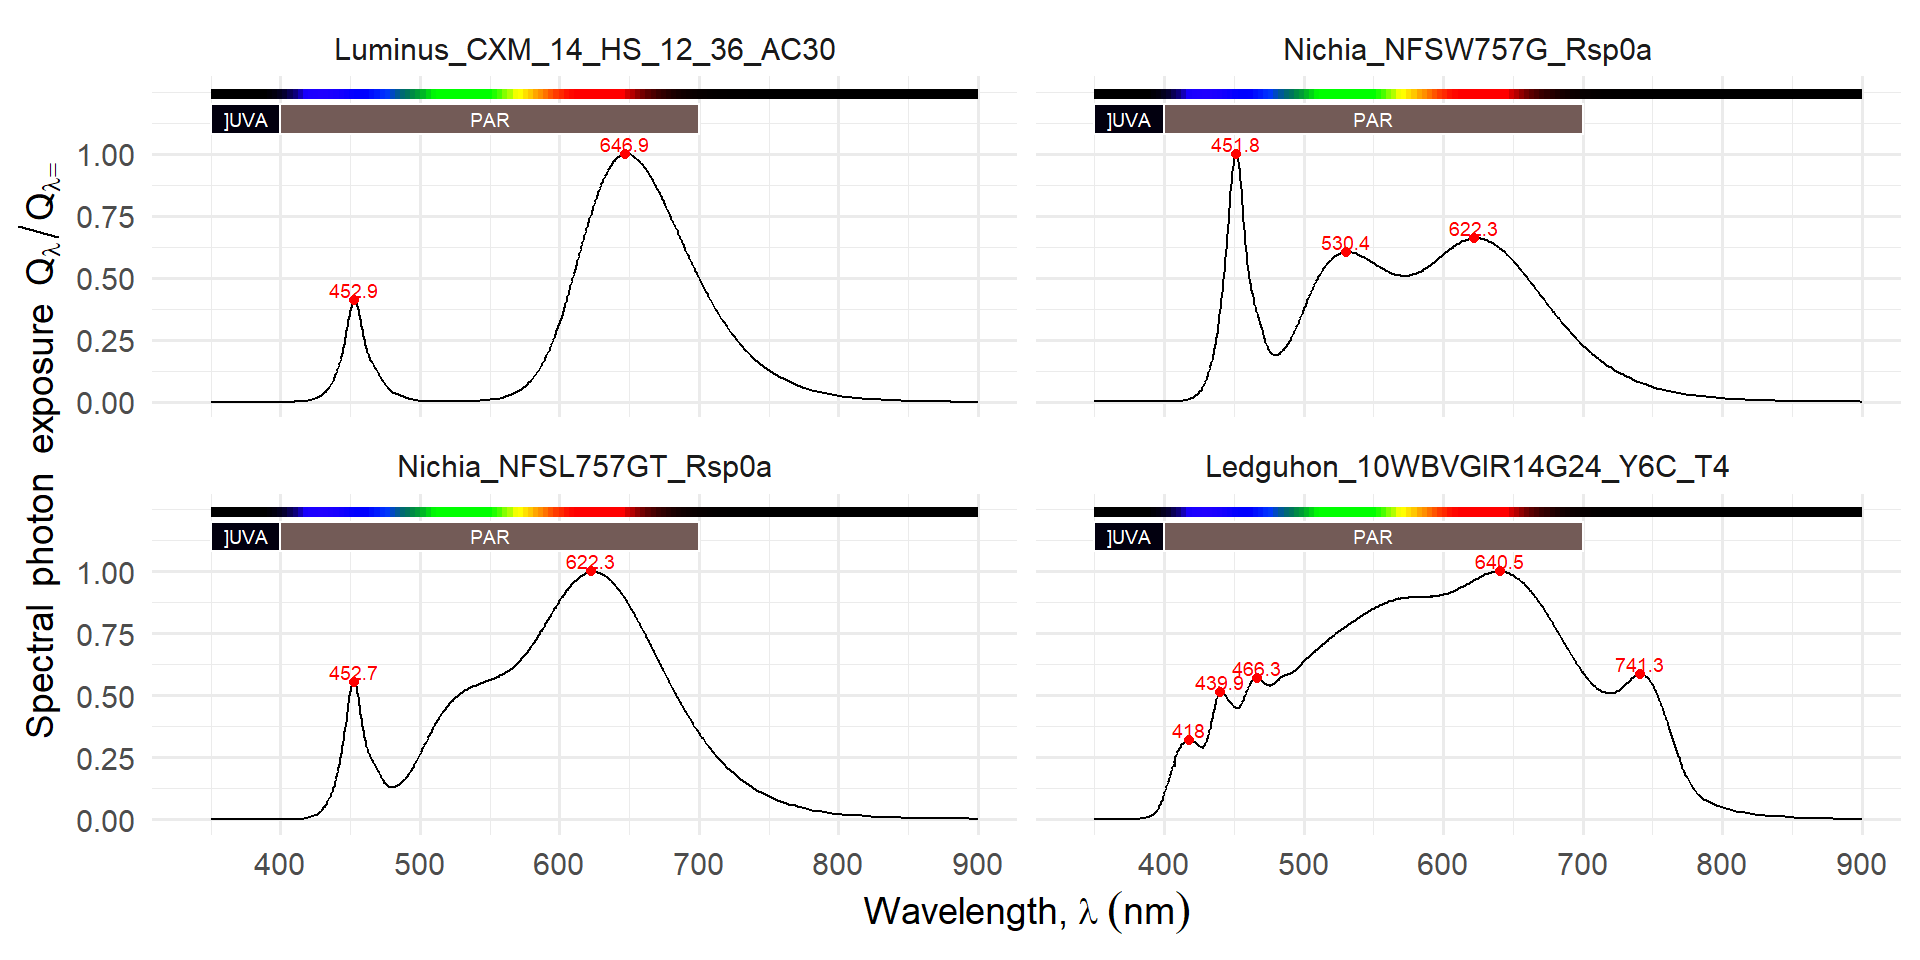 Luminus_CXM_14_HS_12_36_AC30
]UVA PAR
646.9
452.9
1.00
0.75
0.50
0.25
0.00
Nichia_NFSW757G_Rsp0a
]UVA PAR
451.8
530.4
622.3
Nichia_NFSL757GT_Rsp0a
]UVA PAR
622.3
452.7
1.00
0.75
0.50
0.25
0.00
400 500 600 700 800 900
Ledguhon_10WBVGIR14G24_Y6C_T4
]UVA PAR
640.5
741.3
466.3
439.9
418
400 500 600 700 800 900
Spectral photon exposure Qλ/Qλ=
Wavelength, λ (nm)